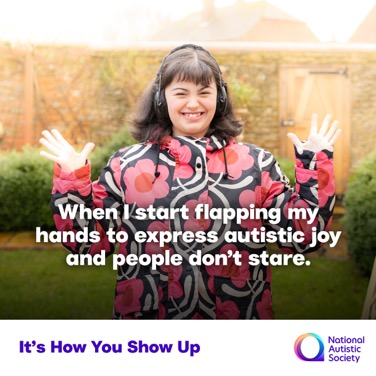 When I start flapping my
hands to express autistic joy
and people don't stare.
It's How You Show Up
National
Autistic
Society